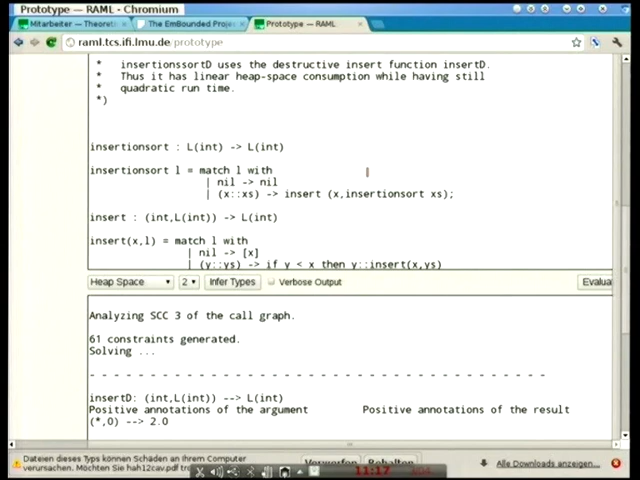 Prototype — RAML - Chromium
Mitarbeiter — Theoret
The EmBounded Proje
Prototype — RAML
raml.tcs.ifi.lmu.de/prototype
* insertionssortD uses the destructive insert function insertD.
* Thus it has linear heap-space consumption while having still
* quadratic run time.
*)
insertionsort : L(int) -> L(int)
insertionsort l = match l with
| nil -> nil
| (x::xs) -> insert (x,insertionsort xs);
insert : (int,L(int)) -> L(int)
insert(x,l) = match l with
| nil -> [x]
| (y::ys) -> if y < x then y::insert(x,ys)
Heap Space 2 Infer Types Verbose Output Evalua
Analyzing SCC 3 of the call graph.
61 constraints generated.
Solving ...
- - - - - - - - - - - - - - - - - - - - - - - - - - - - - - - - - - - - - - -
insertD: (int,L(int)) --> L(int)
Positive annotations of the argument Positive annotations of the result
(*,0) --> 2.0
Dateien dieses Typs können Schaden an Ihrem Computer
verursachen. Möchten Sie hah12cav.pdf tr
Verwerfen Behalten
11:17
Alle Downloads anzeigen...